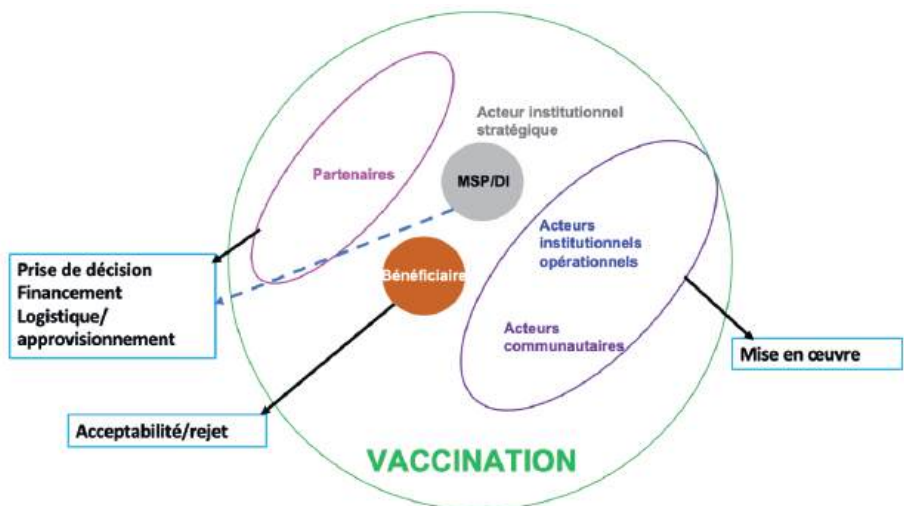 Acteur institutionnel
stratégique
Partenaires
MSP/DI
Acteurs
institutionnels
opérationnels
Prise de décision
Financement
Logistique/
approvisionnement
Bénéficiaire
Acteurs
communautaires
Mise en œuvre
Acceptabilité/rejet
VACCINATION